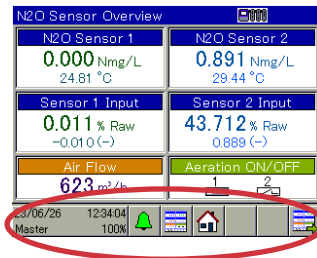 N2O Sensor Overview
N2O Sensor 1 N2O Sensor 2
0.000 Nmg/L 0.891 Nmg/L
24.81 °C 29.44 °C
Sensor 1 Input Sensor 2 Input
0.011 % Raw 43.712 % Raw
-0.010 (-) 0.889 (-)
Air Flow Aeration ON/OFF
623 m³/h 1 2
23/06/26 12:34:04
Master 100%